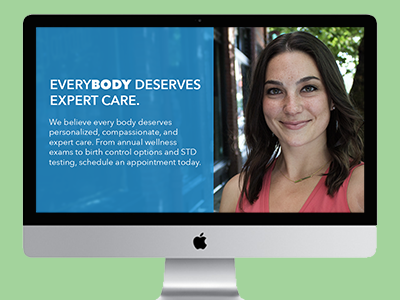 EVERYBODY DESERVES
EXPERT CARE.
We believe every body deserves
personalized, compassionate, and
expert care. From annual wellness
exams to birth control options and STD
testing, schedule an appointment today.